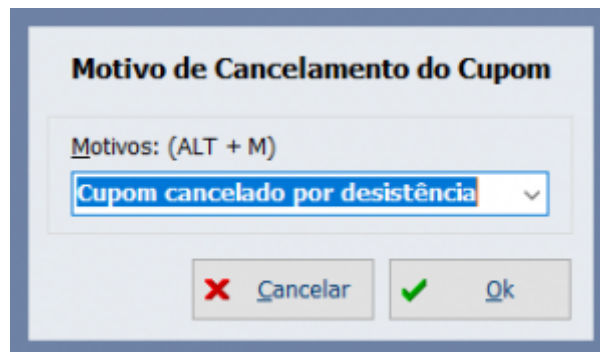 Motivo de Cancelamento do Cupom
Motivos: (ALT + M)
Cupom cancelado por desistência
Cancelar
Ok